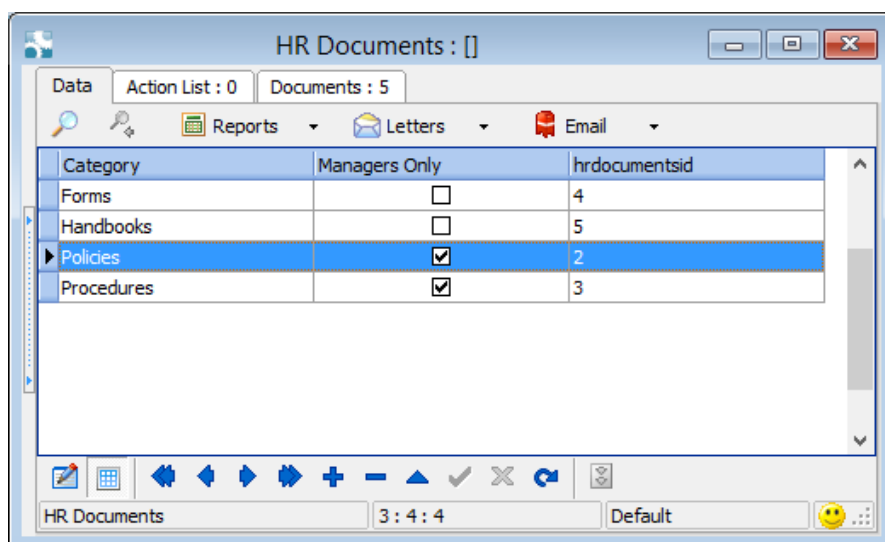 HR Documents : []
Data Action List : 0 Documents : 5
Reports Letters Email
Category Managers Only hrdocumentsid
Forms 4
Handbooks 5
Policies 2
Procedures 3
HR Documents 3 : 4 : 4 Default